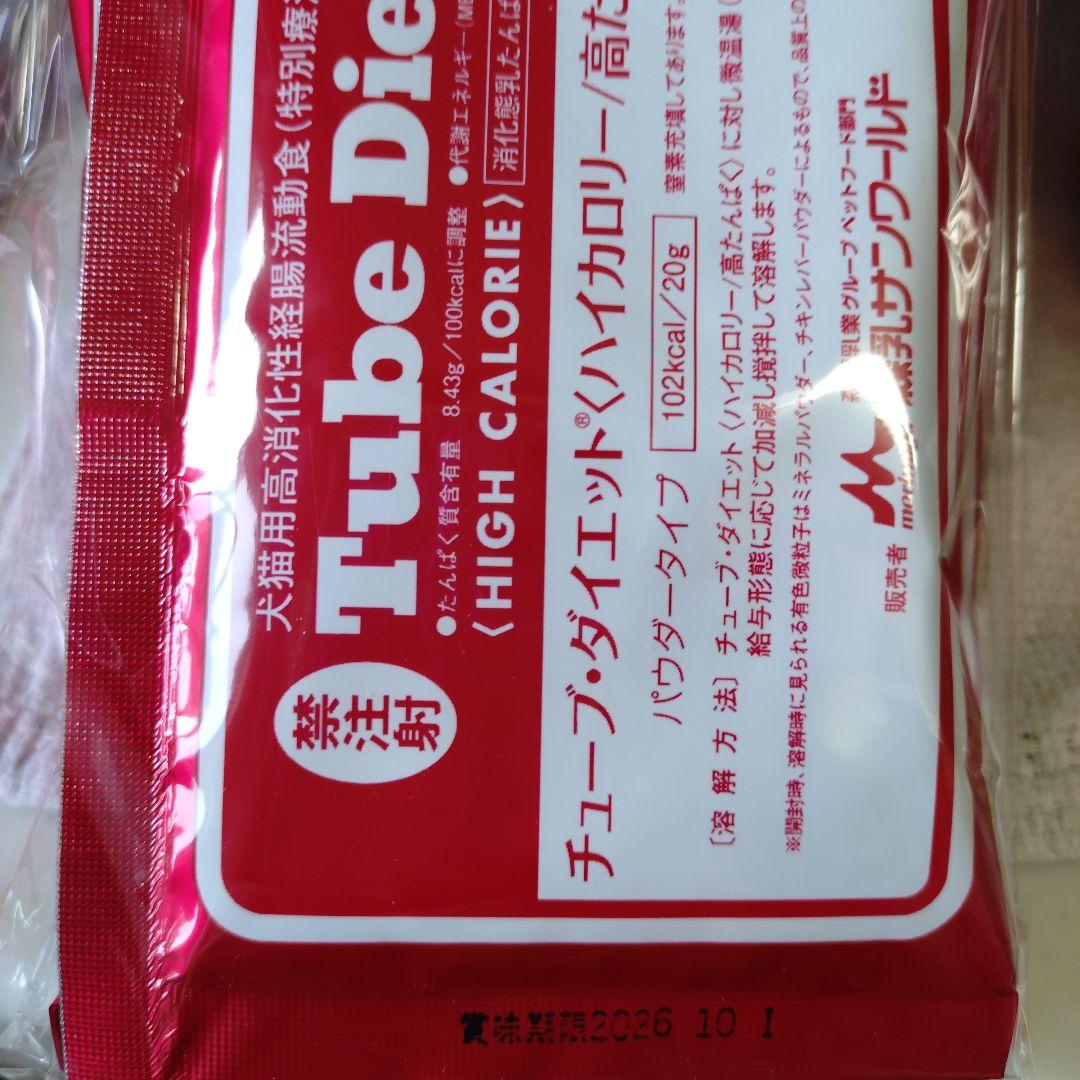 犬猫用高消化性経腸流動食(特別療
禁注射
Tube Die
●たんぱく質含有量 8.43g/100kcalに調整 ●代謝エネルギー(ME
〈HIGH CALORIE〉 消化態乳たんぱ
チューブ・ダイエット®〈ハイカロリー/高た
パウダータイプ 102kcal/20g 窒素充填してあります。
〔溶解方法〕チューブ・ダイエット〈ハイカロリー/高たんぱく〉に対し微温湯(
給与形態に応じて加減し撹拌して溶解します。
※開封時、溶解時に見られる有色微粒子はミネラルパウダー、チキンレバーパウダーによるもので、品質上の
乳業グループ ペットフード部門
販売者 森乳サンワールド
賞味期限2026 10 I